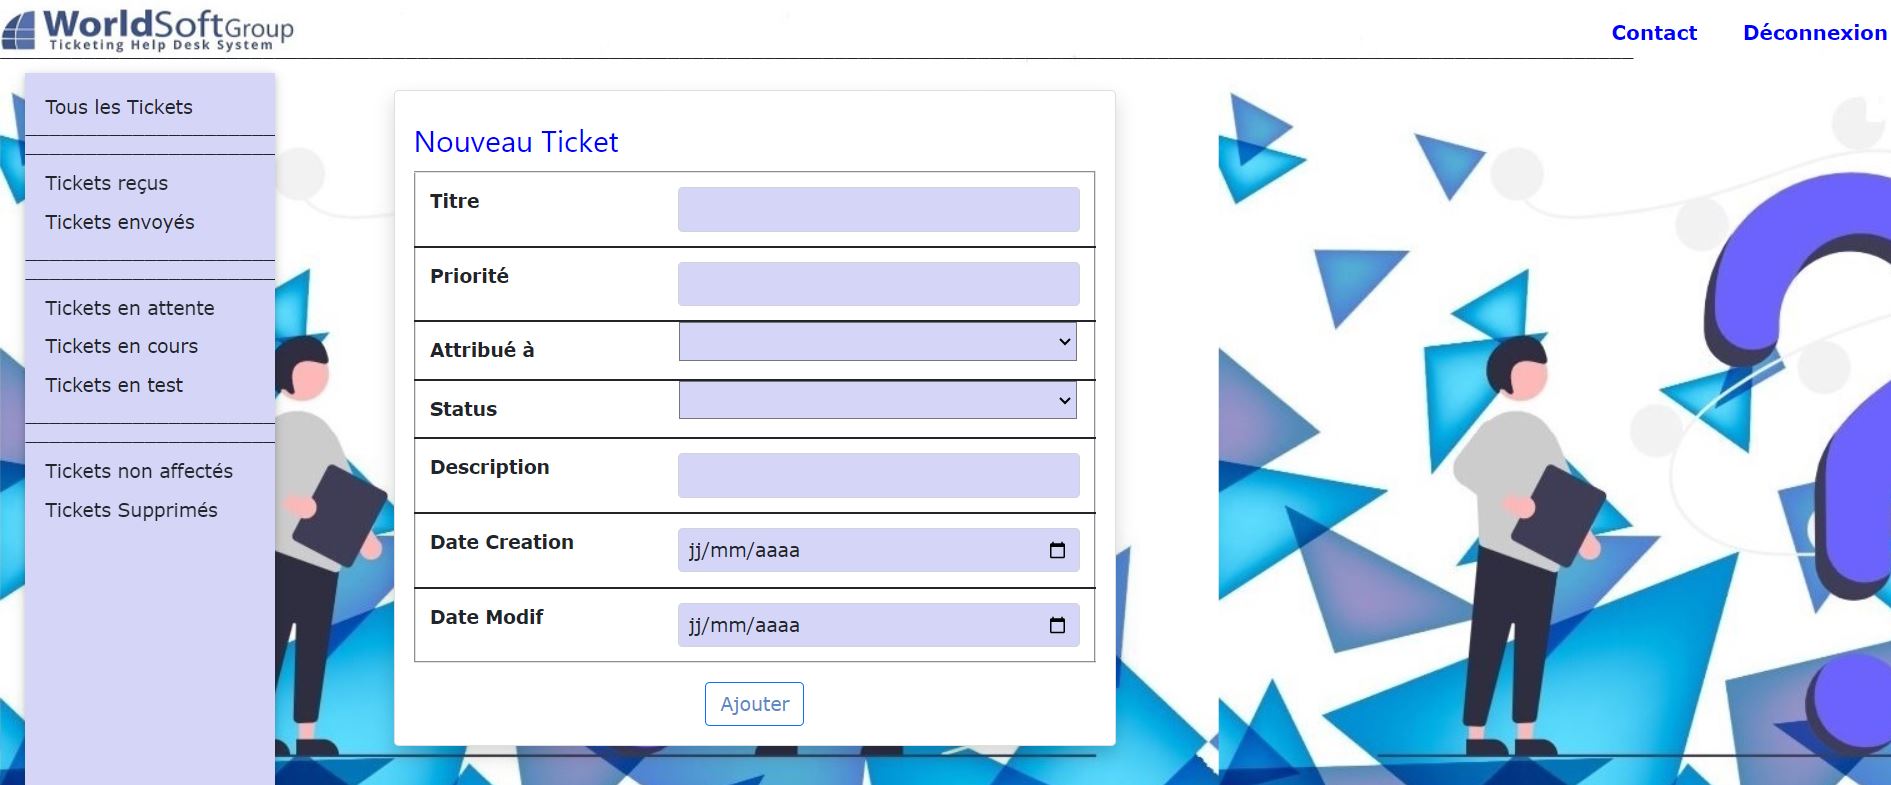 WorldSoftGroup
Ticketing Help Desk System
Contact
Déconnexion
Tous les Tickets
Tickets reçus
Tickets envoyés
Tickets en attente
Tickets en cours
Tickets en test
Tickets non affectés
Tickets Supprimés
Nouveau Ticket
Titre
Priorité
Attribué à
Status
Description
Date Creation
jj/mm/aaaa
Date Modif
jj/mm/aaaa
Ajouter